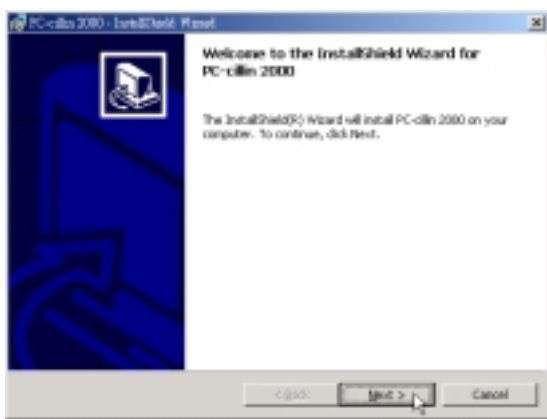 PC-cillin 2000 - InstallShield Wizard
Welcome to the InstallShield Wizard for
PC-cillin 2000
The InstallShield(R) Wizard will install PC-cillin 2000 on your
computer. To continue, click Next.
< Back
Next >
Cancel